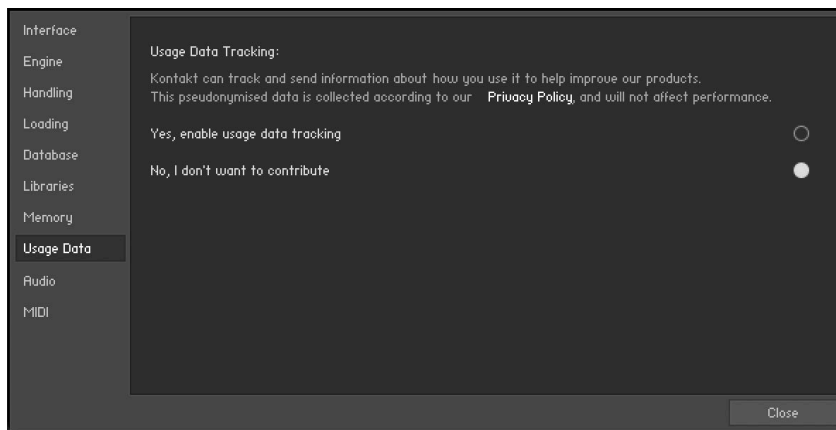 Interface
Engine
Handling
Loading
Database
Libraries
Memory
Usage Data
Audio
MIDI
Usage Data Tracking:
Kontakt can track and send information about how you use it to help improve our products.
This pseudonymised data is collected according to our Privacy Policy, and will not affect performance.
Yes, enable usage data tracking
No, I don't want to contribute
Close